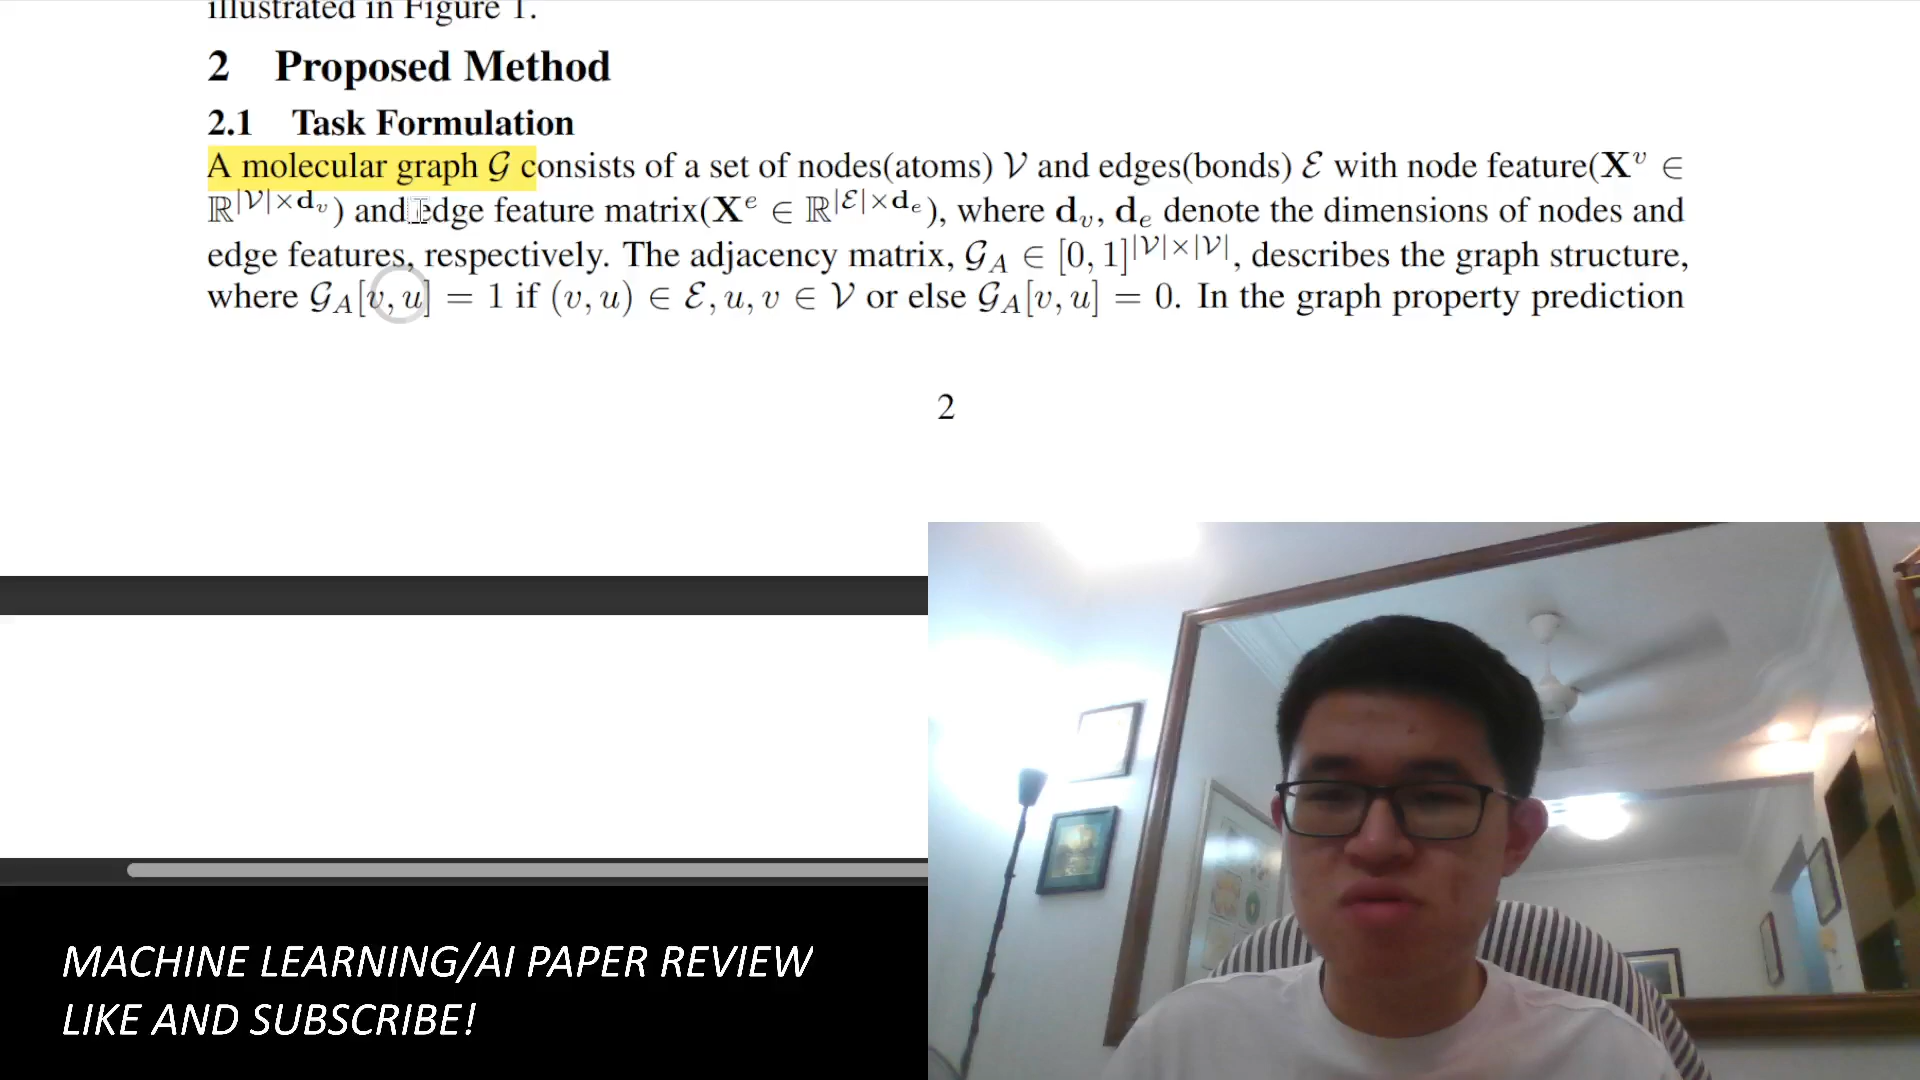 illustrated in Figure 1.
2 Proposed Method
2.1 Task Formulation
A molecular graph 𝒢 consists of a set of nodes(atoms) 𝒱 and edges(bonds) ℰ with node feature(𝐗ᵛ ∈
ℝ^{|𝒱|×𝐝_v}) and edge feature matrix(𝐗ᵉ ∈ ℝ^{|ℰ|×𝐝_e}), where 𝐝_v, 𝐝_e denote the dimensions of nodes and
edge features, respectively. The adjacency matrix, 𝒢_A ∈ [0, 1]^{|𝒱|×|𝒱|}, describes the graph structure,
where 𝒢_A[v, u] = 1 if (v, u) ∈ ℰ, u, v ∈ 𝒱 or else 𝒢_A[v, u] = 0. In the graph property prediction
2
MACHINE LEARNING/AI PAPER REVIEW
LIKE AND SUBSCRIBE!